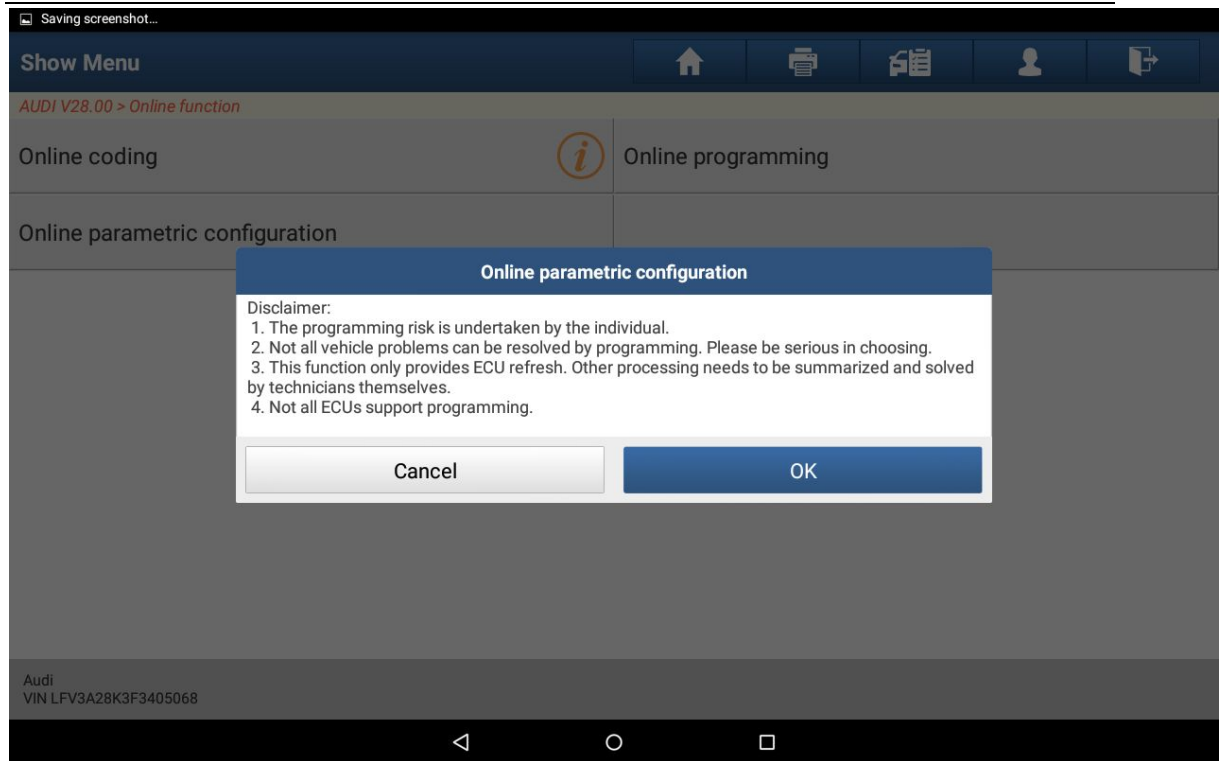 Saving screenshot...
Show Menu
AUDI V28.00 > Online function
Online coding
i
Online programming
Online parametric configuration
Online parametric configuration
Disclaimer:
1. The programming risk is undertaken by the individual.
2. Not all vehicle problems can be resolved by programming. Please be serious in choosing.
3. This function only provides ECU refresh. Other processing needs to be summarized and solved
by technicians themselves.
4. Not all ECUs support programming.
Cancel
OK
Audi
VIN LFV3A28K3F3405068